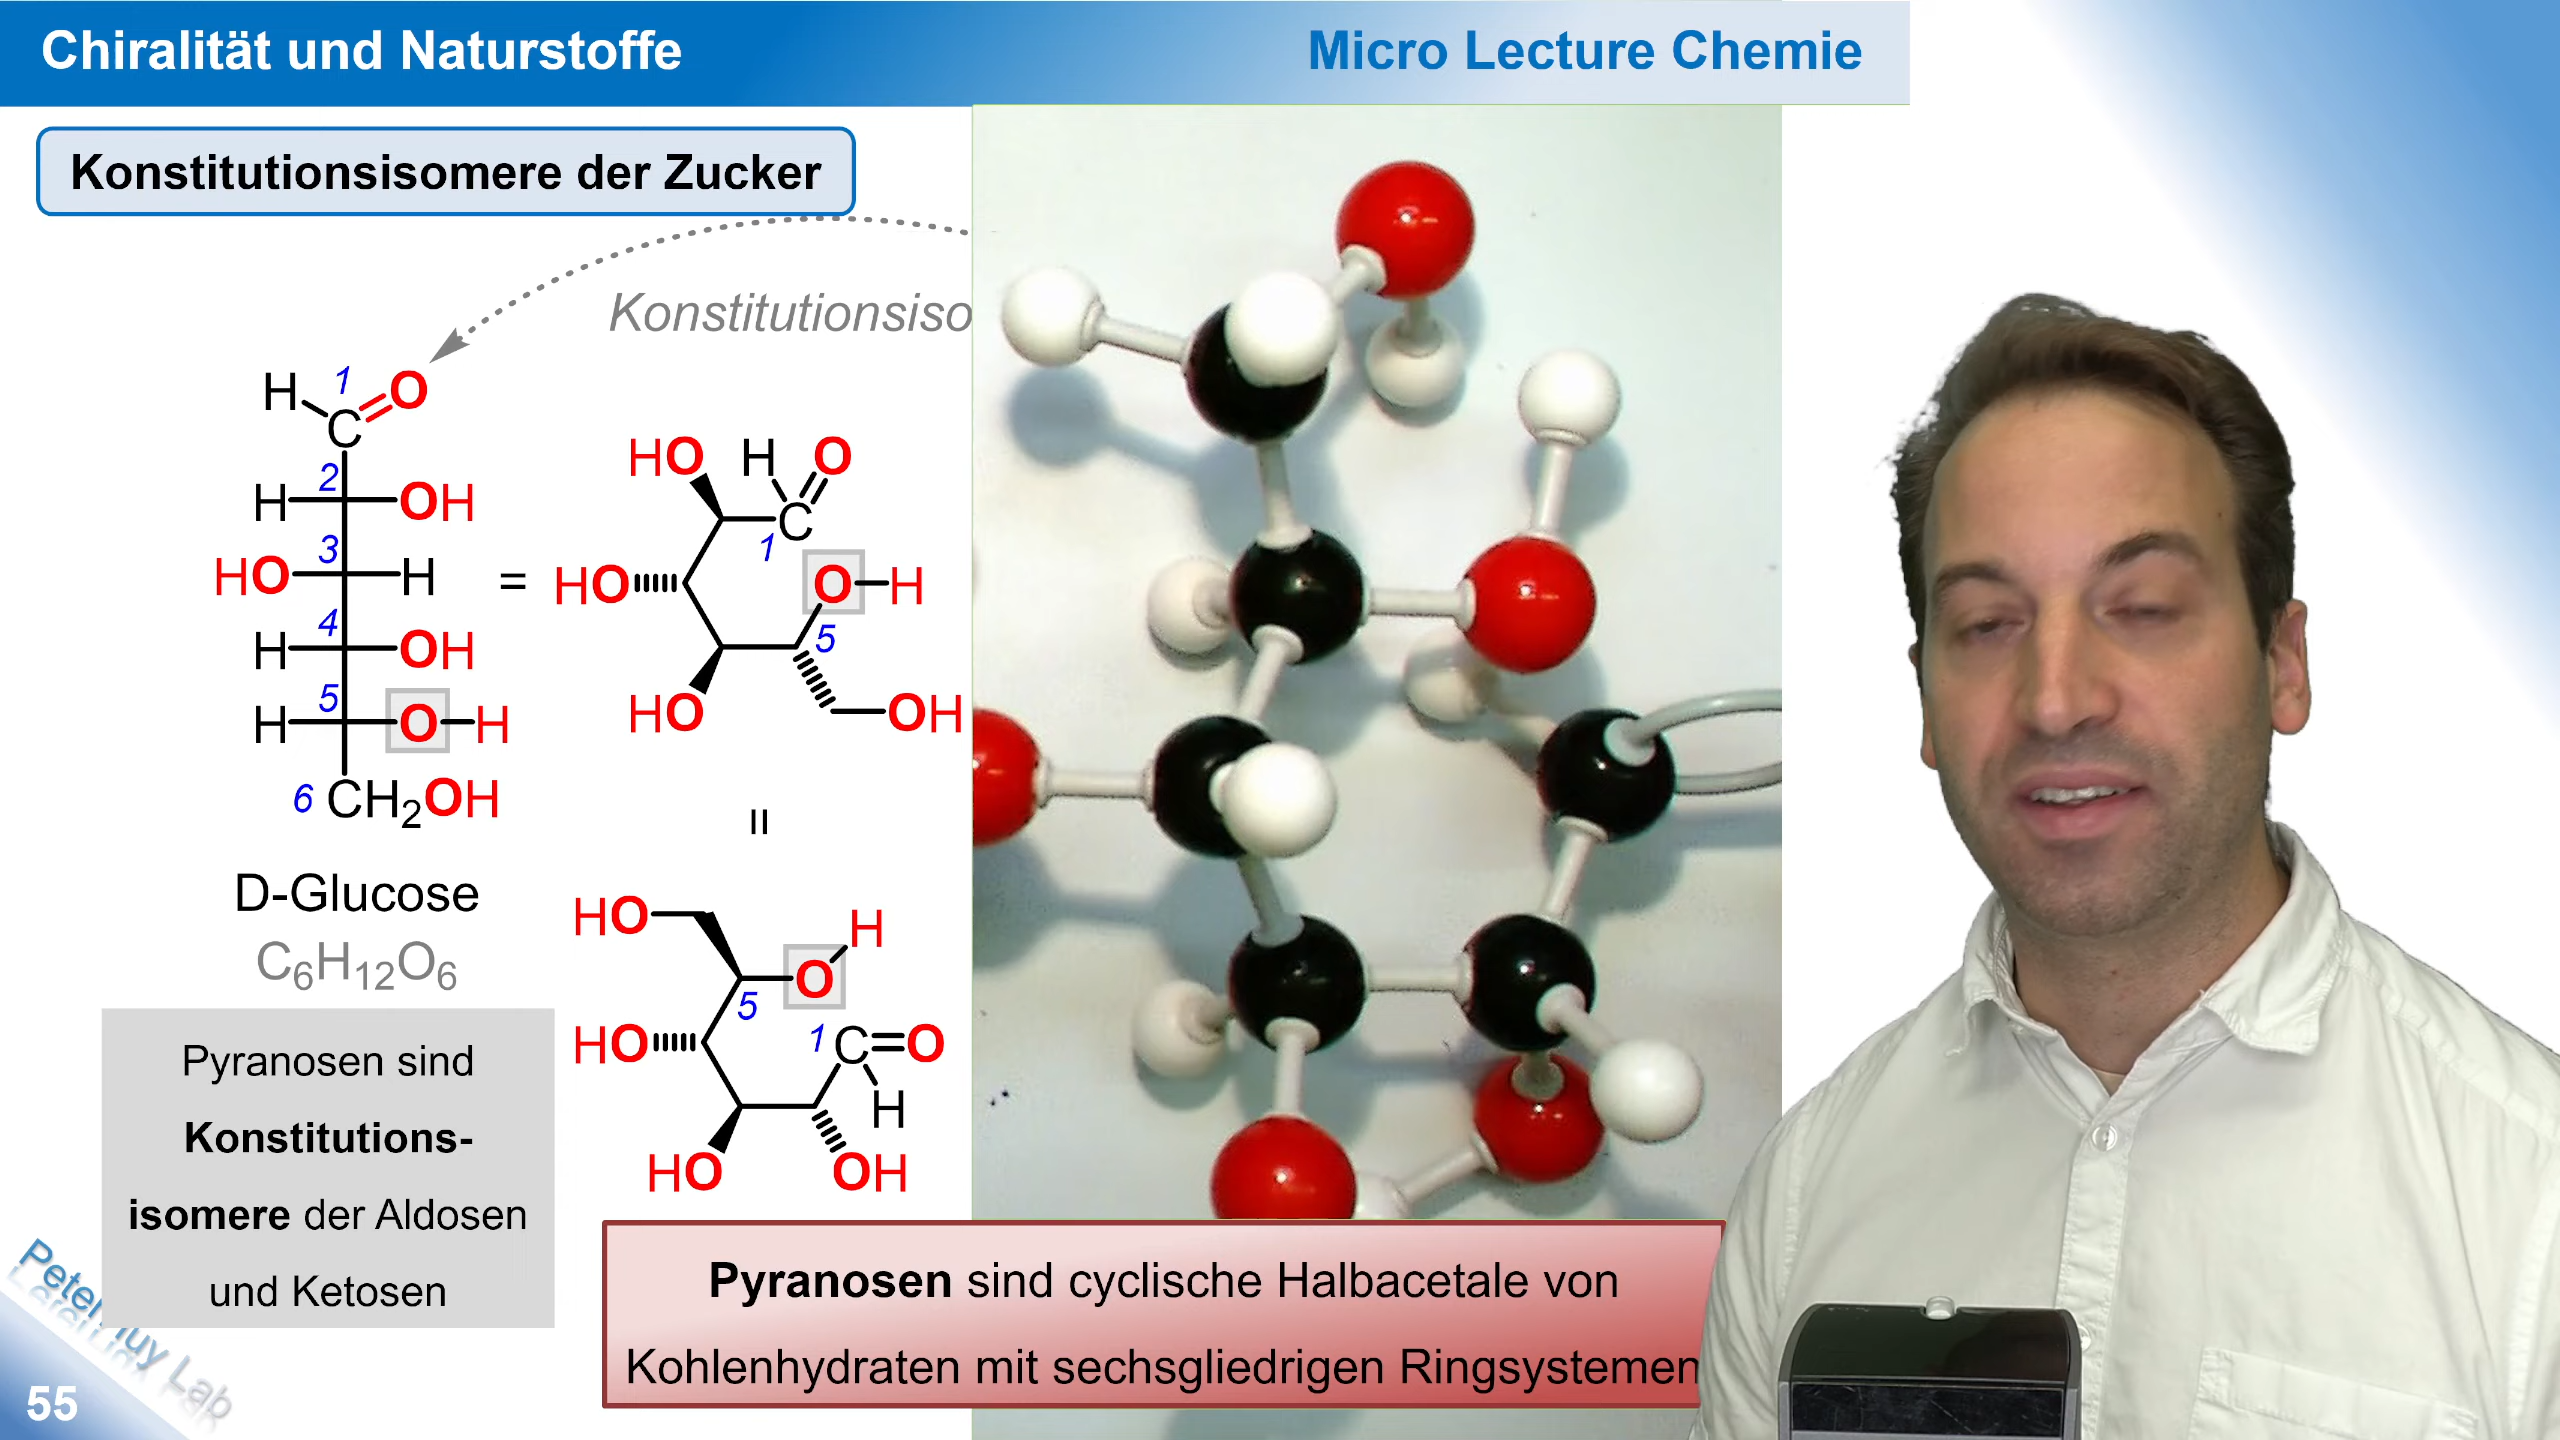 Chiralität und Naturstoffe
Micro Lecture Chemie
Konstitutionsisomere der Zucker
Konstitutionsiso
H 1 O
C
2
H OH
3
HO H
4
H OH
5
H O H
6 CH2OH
=
HO H O
C
1
HO O H
5
HO OH
=
HO H
O
5
HO 1 C O
H
HO OH
D-Glucose
C6H12O6
Pyranosen sind
Konstitutions-
isomere der Aldosen
und Ketosen
Pyranosen sind cyclische Halbacetale von
Kohlenhydraten mit sechsgliedrigen Ringsystemen
Lab
55